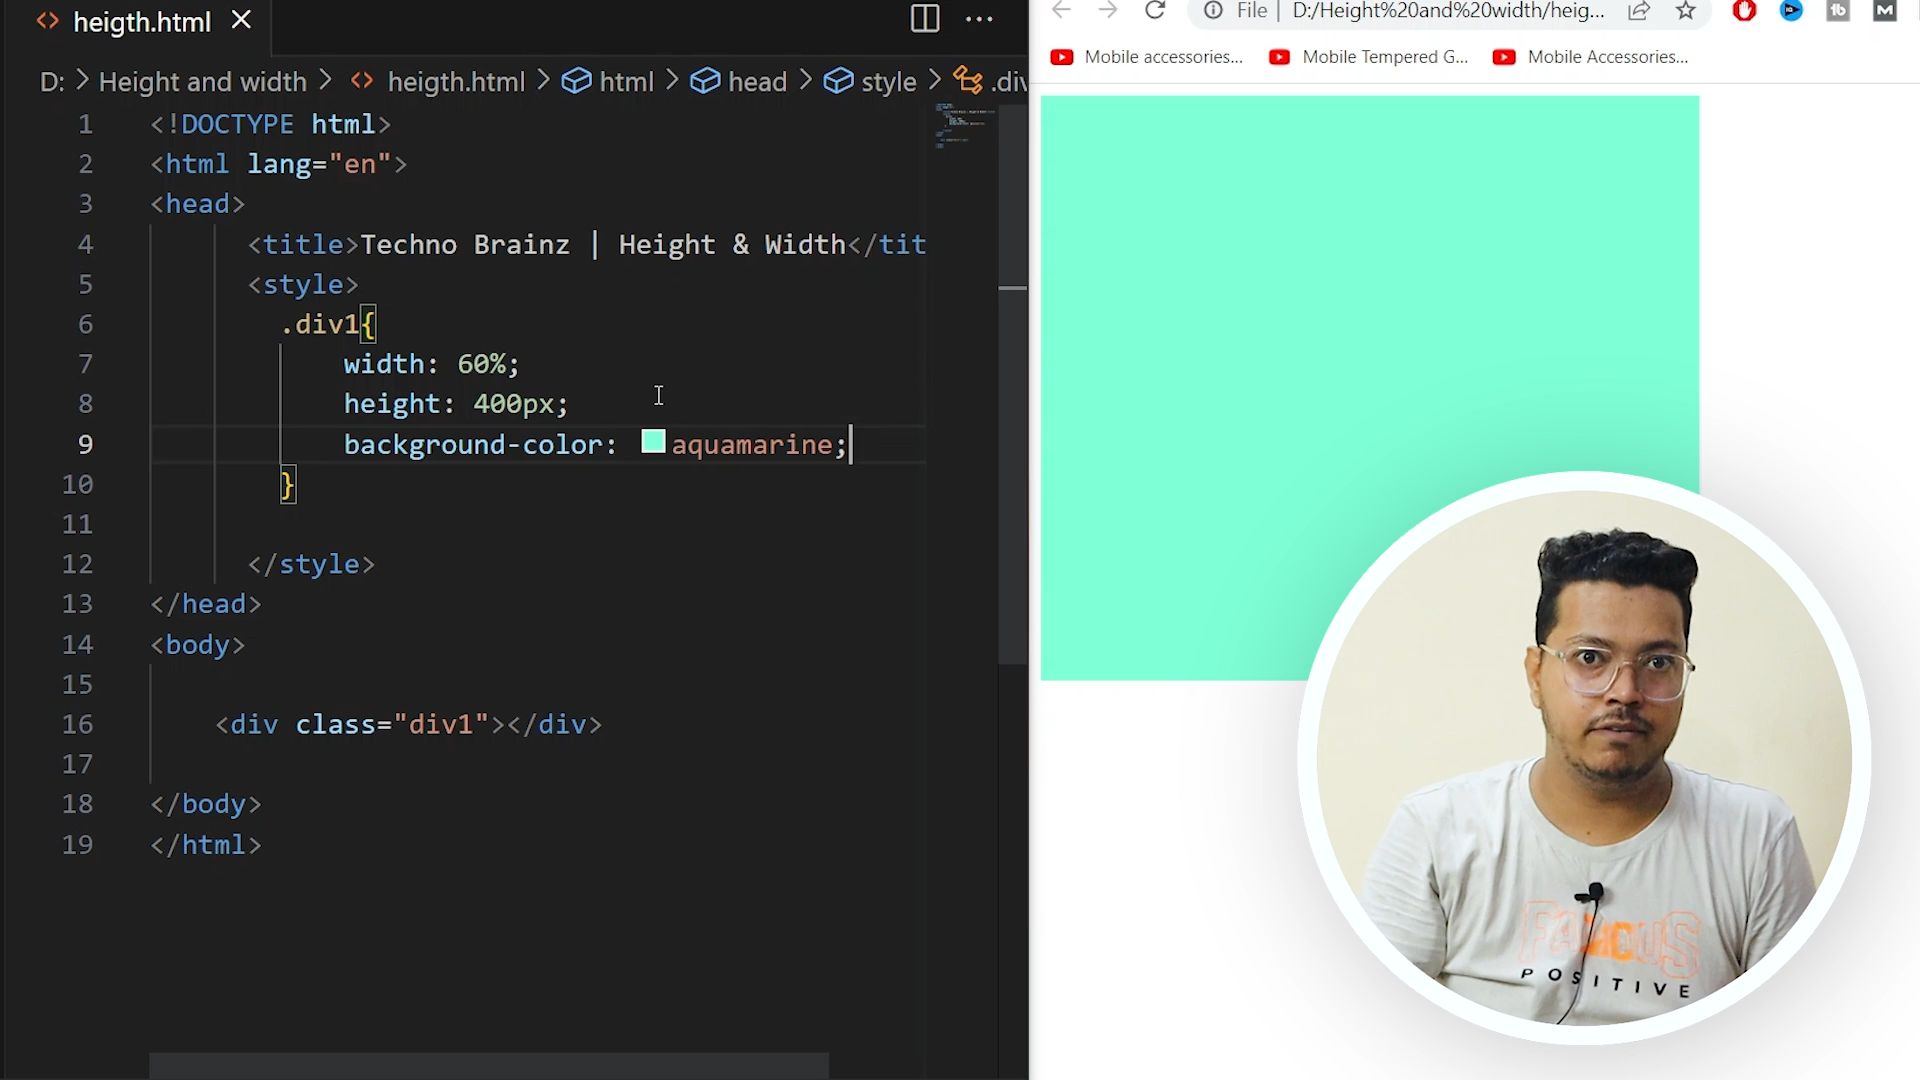 heigth.html
D: > Height and width > heigth.html > html > head > style > .div
1 <!DOCTYPE html>
2 <html lang="en">
3 <head>
4 <title>Techno Brainz | Height & Width</tit
5 <style>
6 .div1{
7 width: 60%;
8 height: 400px;
9 background-color: aquamarine;
10 }
11
12 </style>
13 </head>
14 <body>
15
16 <div class="div1"></div>
17
18 </body>
19 </html>
File | D:/Height%20and%20width/heig...
Mobile accessories... Mobile Tempered G... Mobile Accessories...
FAMOUS
POSITIVE